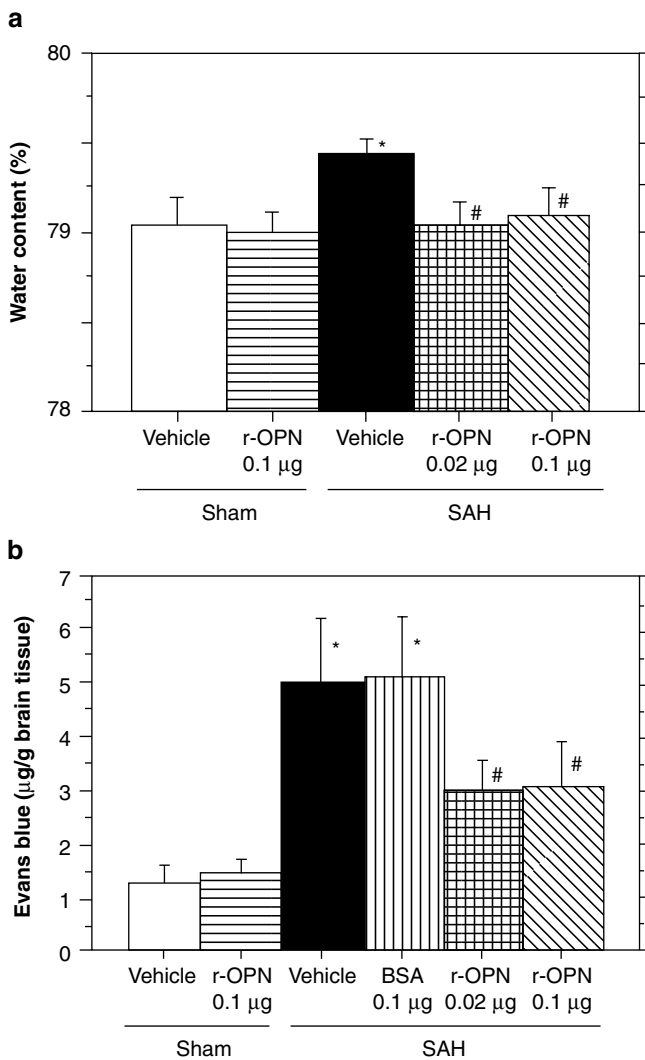 a
80
79
78
Water content (%)
*
#
#
Vehicle r-OPN Vehicle r-OPN r-OPN
0.1 μg 0.02 μg 0.1 μg
Sham SAH
b
7
6
5
4
3
2
1
0
Evans blue (μg/g brain tissue)
*
*
#
#
Vehicle r-OPN Vehicle BSA r-OPN r-OPN
0.1 μg 0.1 μg 0.02 μg 0.1 μg
Sham SAH